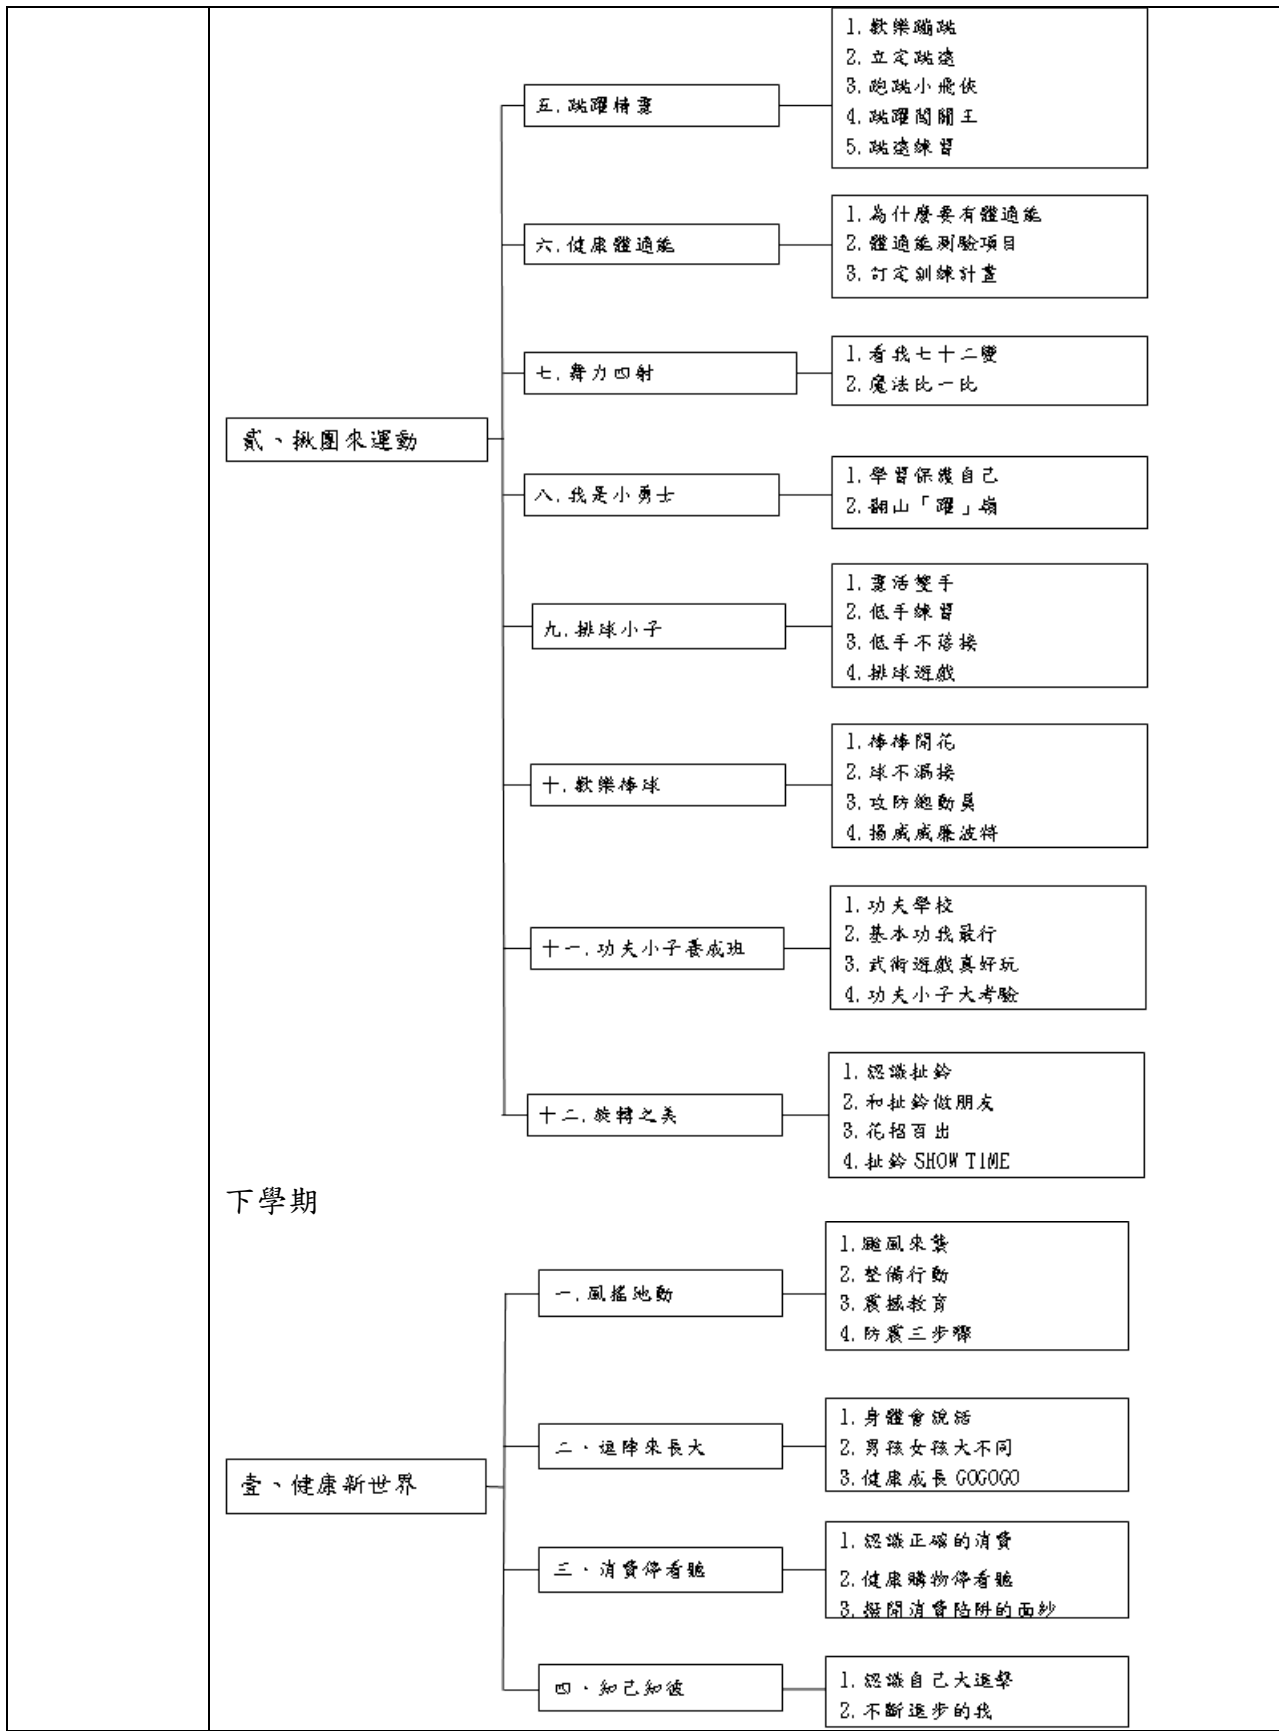 貳、揪團來運動
五.跳躍精靈
1.歡樂蹦跳
2.立定跳遠
3.跑跳小飛俠
4.跳躍闖關王
5.跳遠練習
六.健康體適能
1.為什麼要有體適能
2.體適能測驗項目
3.訂定訓練計畫
七.舞力四射
1.看我七十二變
2.魔法比一比
八.我是小勇士
1.學習保護自己
2.翻山「躍」嶺
九.排球小子
1.靈活雙手
2.低手練習
3.低手不落接
4.排球遊戲
十.歡樂棒球
1.棒棒開花
2.球不漏接
3.攻防總動員
4.揚威威廉波特
十一.功夫小子養成班
1.功夫學校
2.基本功我最行
3.武術遊戲真好玩
4.功夫小子大考驗
十二.旋轉之美
1.認識扯鈴
2.和扯鈴做朋友
3.花招百出
4.扯鈴SHOW TIME
下學期
壹、健康新世界
一.風搖地動
1.颱風來襲
2.整備行動
3.震撼教育
4.防震三步驟
二、逗陣來長大
1.身體會說話
2.男孩女孩大不同
3.健康成長GOGOGO
三、消費停看聽
1.認識正確的消費
2.健康購物停看聽
3.撥開消費陷阱的面紗
四、知己知彼
1.認識自己大進擊
2.不斷進步的我